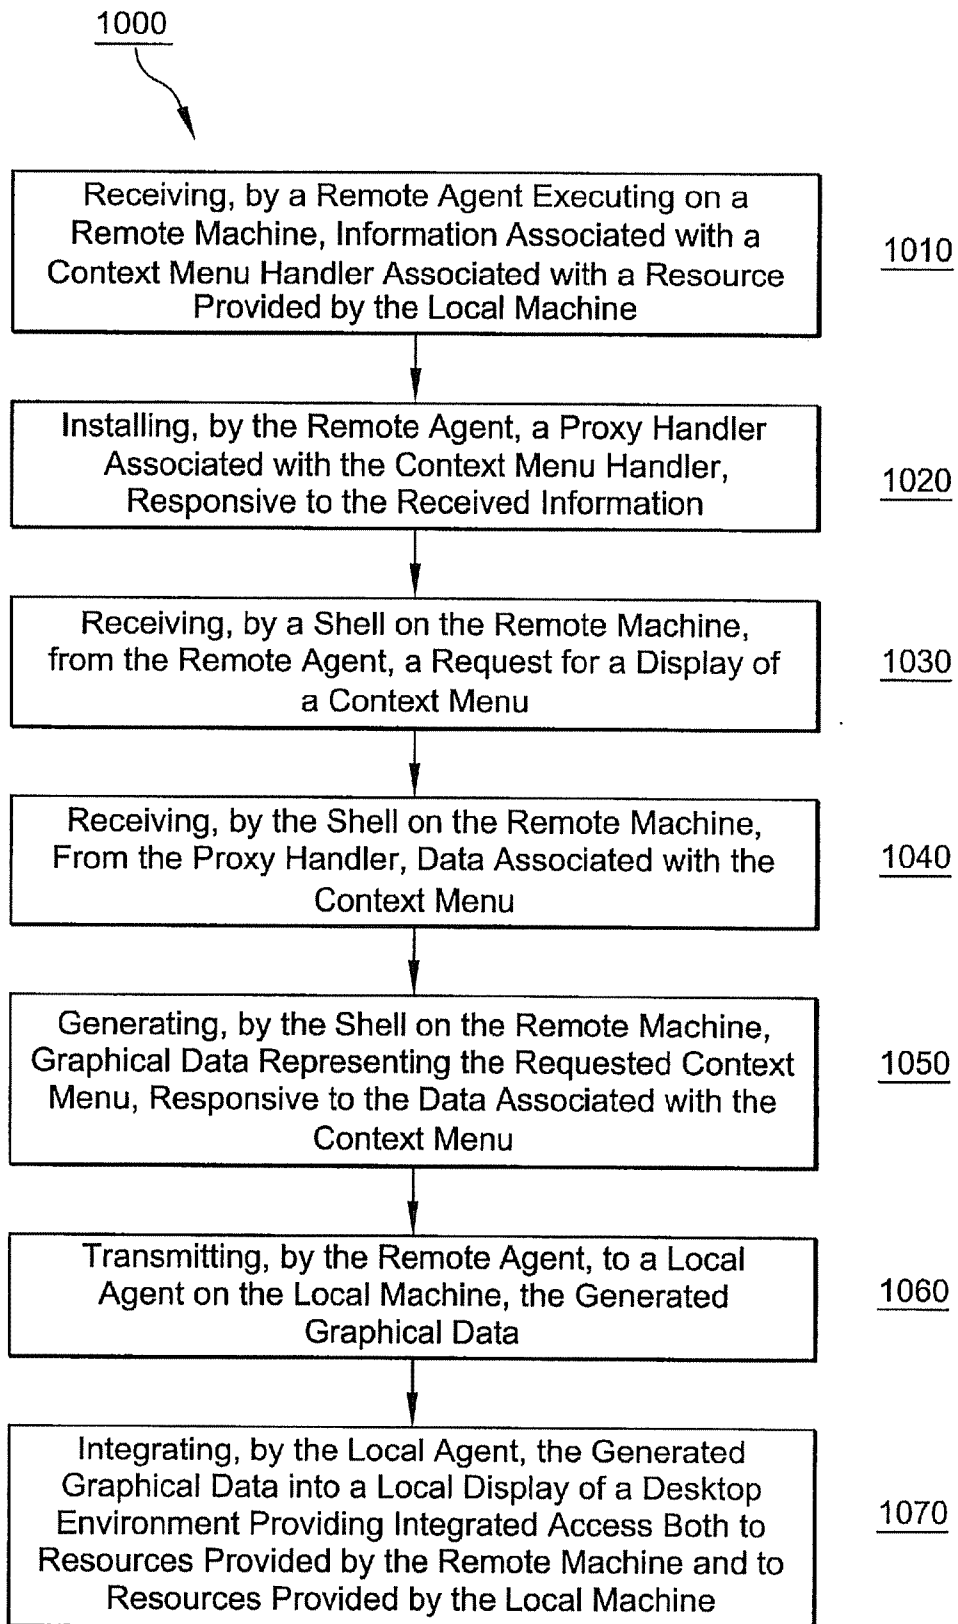 1000
Receiving, by a Remote Agent Executing on a
Remote Machine, Information Associated with a
Context Menu Handler Associated with a Resource
Provided by the Local Machine
1010
Installing, by the Remote Agent, a Proxy Handler
Associated with the Context Menu Handler,
Responsive to the Received Information
1020
Receiving, by a Shell on the Remote Machine,
from the Remote Agent, a Request for a Display of
a Context Menu
1030
Receiving, by the Shell on the Remote Machine,
From the Proxy Handler, Data Associated with the
Context Menu
1040
Generating, by the Shell on the Remote Machine,
Graphical Data Representing the Requested Context
Menu, Responsive to the Data Associated with the
Context Menu
1050
Transmitting, by the Remote Agent, to a Local
Agent on the Local Machine, the Generated
Graphical Data
1060
Integrating, by the Local Agent, the Generated
Graphical Data into a Local Display of a Desktop
Environment Providing Integrated Access Both to
Resources Provided by the Remote Machine and to
Resources Provided by the Local Machine
1070